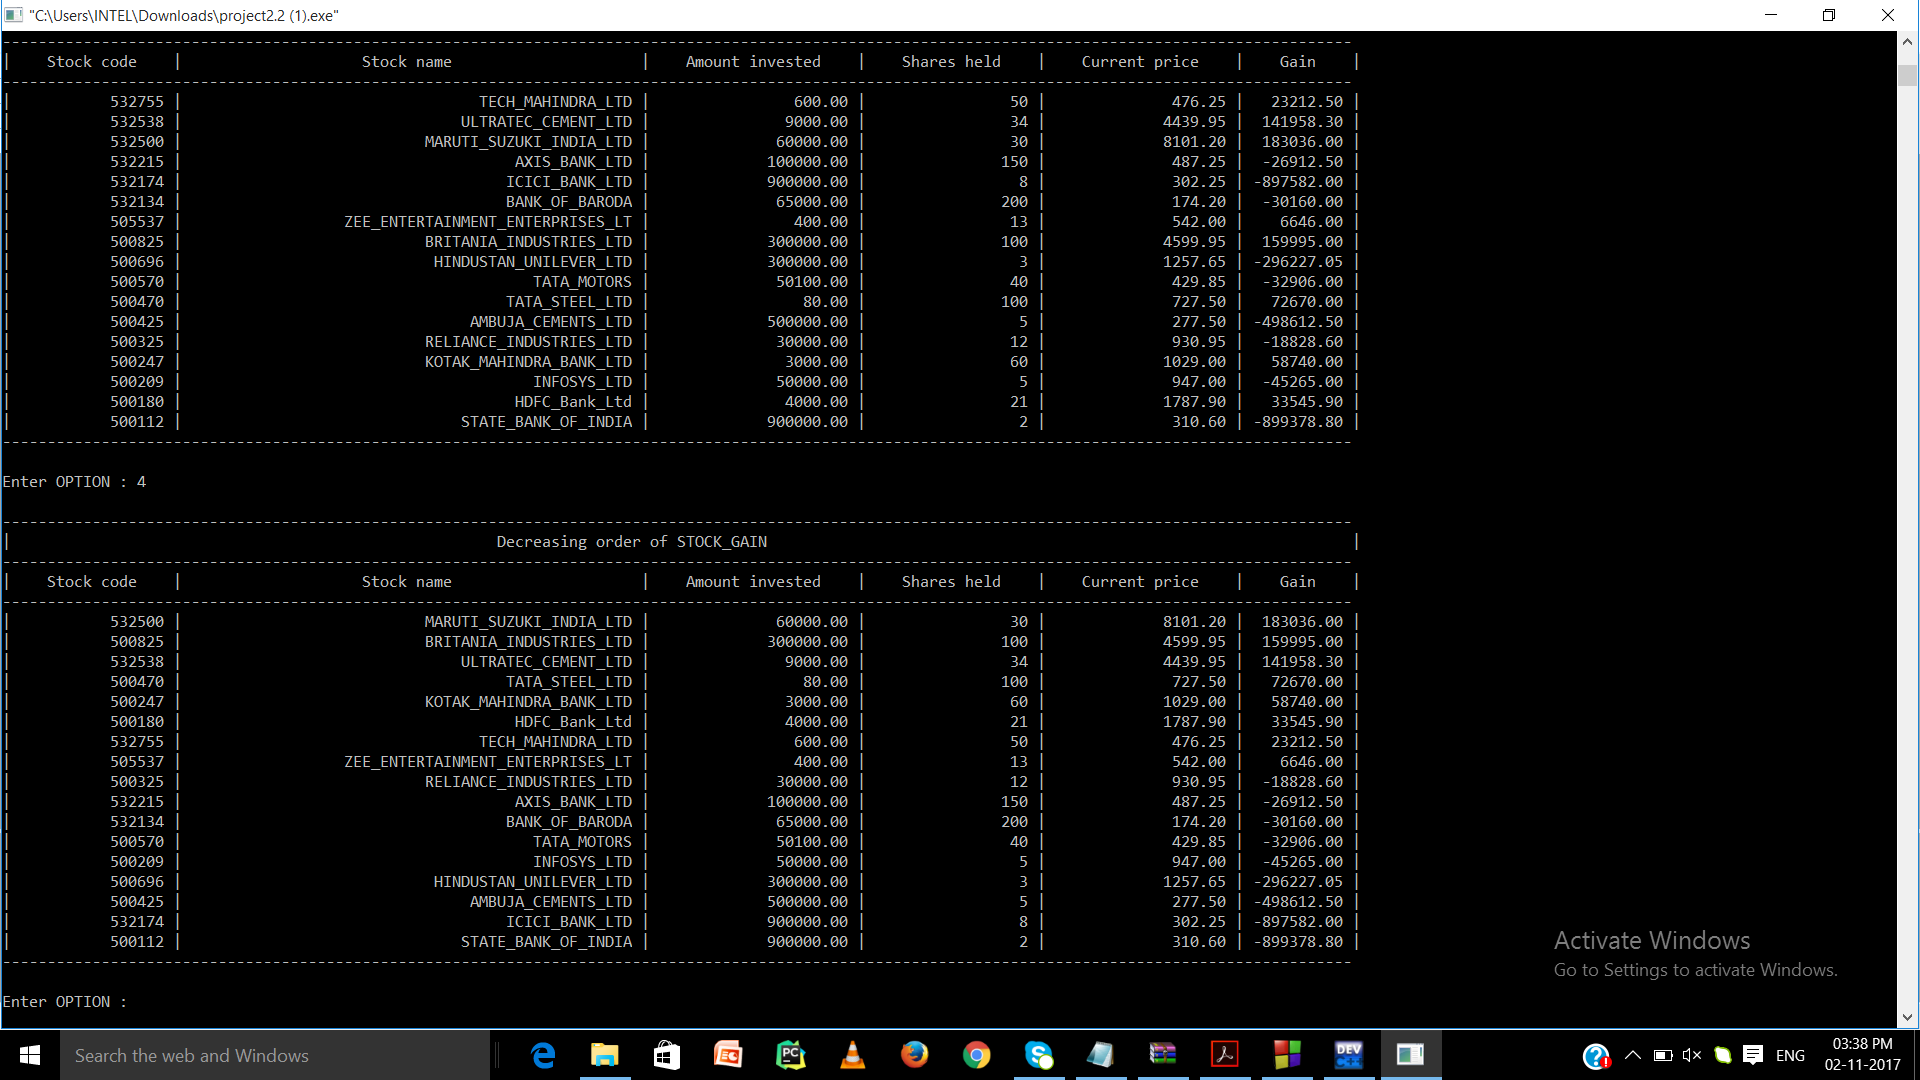 "C:\Users\INTEL\Downloads\project2.2 (1).exe"
| Stock code | Stock name | Amount invested | Shares held | Current price | Gain |
| 532755 | TECH_MAHINDRA_LTD | 600.00 | 50 | 476.25 | 23212.50 |
| 532538 | ULTRATEC_CEMENT_LTD | 9000.00 | 34 | 4439.95 | 141958.30 |
| 532500 | MARUTI_SUZUKI_INDIA_LTD | 60000.00 | 30 | 8101.20 | 183036.00 |
| 532215 | AXIS_BANK_LTD | 100000.00 | 150 | 487.25 | -26912.50 |
| 532174 | ICICI_BANK_LTD | 900000.00 | 8 | 302.25 | -897582.00 |
| 532134 | BANK_OF_BARODA | 65000.00 | 200 | 174.20 | -30160.00 |
| 505537 | ZEE_ENTERTAINMENT_ENTERPRISES_LT | 400.00 | 13 | 542.00 | 6646.00 |
| 500825 | BRITANIA_INDUSTRIES_LTD | 300000.00 | 100 | 4599.95 | 159995.00 |
| 500696 | HINDUSTAN_UNILEVER_LTD | 300000.00 | 3 | 1257.65 | -296227.05 |
| 500570 | TATA_MOTORS | 50100.00 | 40 | 429.85 | -32906.00 |
| 500470 | TATA_STEEL_LTD | 80.00 | 100 | 727.50 | 72670.00 |
| 500425 | AMBUJA_CEMENTS_LTD | 500000.00 | 5 | 277.50 | -498612.50 |
| 500325 | RELIANCE_INDUSTRIES_LTD | 30000.00 | 12 | 930.95 | -18828.60 |
| 500247 | KOTAK_MAHINDRA_BANK_LTD | 3000.00 | 60 | 1029.00 | 58740.00 |
| 500209 | INFOSYS_LTD | 50000.00 | 5 | 947.00 | -45265.00 |
| 500180 | HDFC_Bank_Ltd | 4000.00 | 21 | 1787.90 | 33545.90 |
| 500112 | STATE_BANK_OF_INDIA | 900000.00 | 2 | 310.60 | -899378.80 |
Enter OPTION : 4
| Decreasing order of STOCK_GAIN |
| Stock code | Stock name | Amount invested | Shares held | Current price | Gain |
| 532500 | MARUTI_SUZUKI_INDIA_LTD | 60000.00 | 30 | 8101.20 | 183036.00 |
| 500825 | BRITANIA_INDUSTRIES_LTD | 300000.00 | 100 | 4599.95 | 159995.00 |
| 532538 | ULTRATEC_CEMENT_LTD | 9000.00 | 34 | 4439.95 | 141958.30 |
| 500470 | TATA_STEEL_LTD | 80.00 | 100 | 727.50 | 72670.00 |
| 500247 | KOTAK_MAHINDRA_BANK_LTD | 3000.00 | 60 | 1029.00 | 58740.00 |
| 500180 | HDFC_Bank_Ltd | 4000.00 | 21 | 1787.90 | 33545.90 |
| 532755 | TECH_MAHINDRA_LTD | 600.00 | 50 | 476.25 | 23212.50 |
| 505537 | ZEE_ENTERTAINMENT_ENTERPRISES_LT | 400.00 | 13 | 542.00 | 6646.00 |
| 500325 | RELIANCE_INDUSTRIES_LTD | 30000.00 | 12 | 930.95 | -18828.60 |
| 532215 | AXIS_BANK_LTD | 100000.00 | 150 | 487.25 | -26912.50 |
| 532134 | BANK_OF_BARODA | 65000.00 | 200 | 174.20 | -30160.00 |
| 500570 | TATA_MOTORS | 50100.00 | 40 | 429.85 | -32906.00 |
| 500209 | INFOSYS_LTD | 50000.00 | 5 | 947.00 | -45265.00 |
| 500696 | HINDUSTAN_UNILEVER_LTD | 300000.00 | 3 | 1257.65 | -296227.05 |
| 500425 | AMBUJA_CEMENTS_LTD | 500000.00 | 5 | 277.50 | -498612.50 |
| 532174 | ICICI_BANK_LTD | 900000.00 | 8 | 302.25 | -897582.00 |
| 500112 | STATE_BANK_OF_INDIA | 900000.00 | 2 | 310.60 | -899378.80 |
Enter OPTION :
Activate Windows
Go to Settings to activate Windows.
Search the web and Windows
PC
DEV
ENG
03:38 PM
02-11-2017